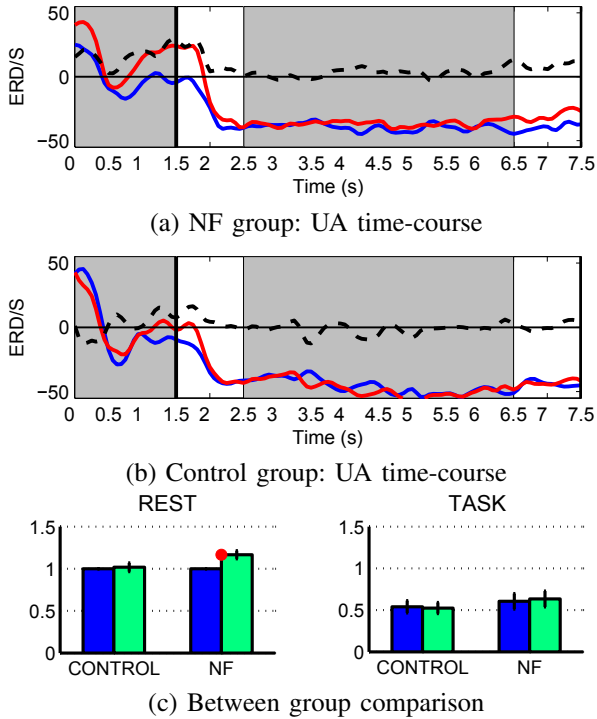 50
0
−50
ERD/S
0 0.5 1 1.5 2 2.5 3 3.5 4 4.5 5 5.5 6 6.5 7 7.5
Time (s)
(a) NF group: UA time-course
50
0
−50
ERD/S
0 0.5 1 1.5 2 2.5 3 3.5 4 4.5 5 5.5 6 6.5 7 7.5
Time (s)
(b) Control group: UA time-course
REST
TASK
1.5
1
0.5
0
CONTROL NF
1.5
1
0.5
0
CONTROL NF
(c) Between group comparison